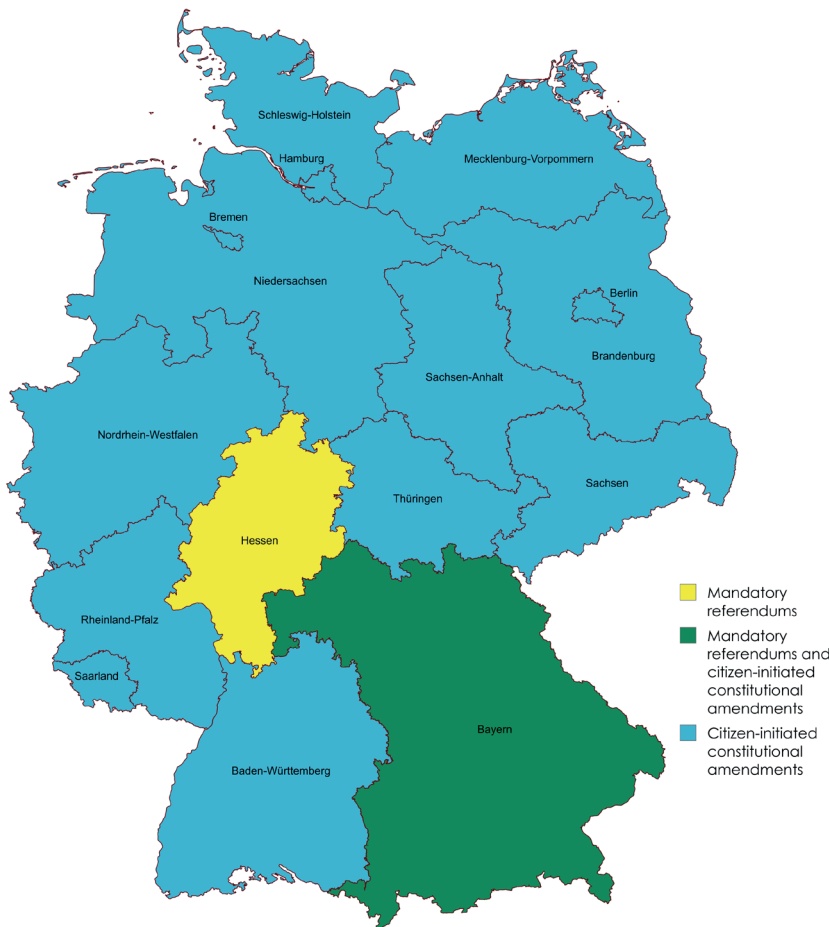 Schleswig-Holstein
Hamburg
Mecklenburg-Vorpommern
Bremen
Niedersachsen
Berlin
Brandenburg
Sachsen-Anhalt
Nordrhein-Westfalen
Sachsen
Thüringen
Hessen
Rheinland-Pfalz
Saarland
Bayern
Baden-Württemberg
Mandatory
referendums
Mandatory
referendums and
citizen-initiated
constitutional
amendments
Citizen-initiated
constitutional
amendments